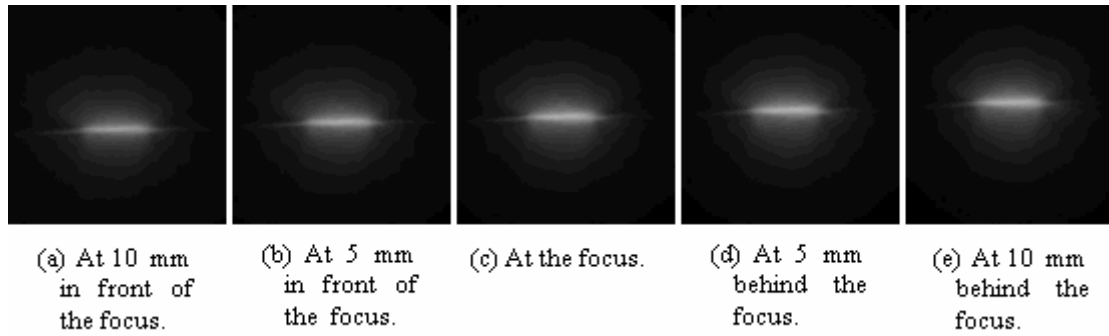 (a) At 10 mm
in front of
the focus.
(b) At 5 mm
in front of
the focus.
(c) At the focus.
(d) At 5 mm
behind the
focus.
(e) At 10 mm
behind the
focus.